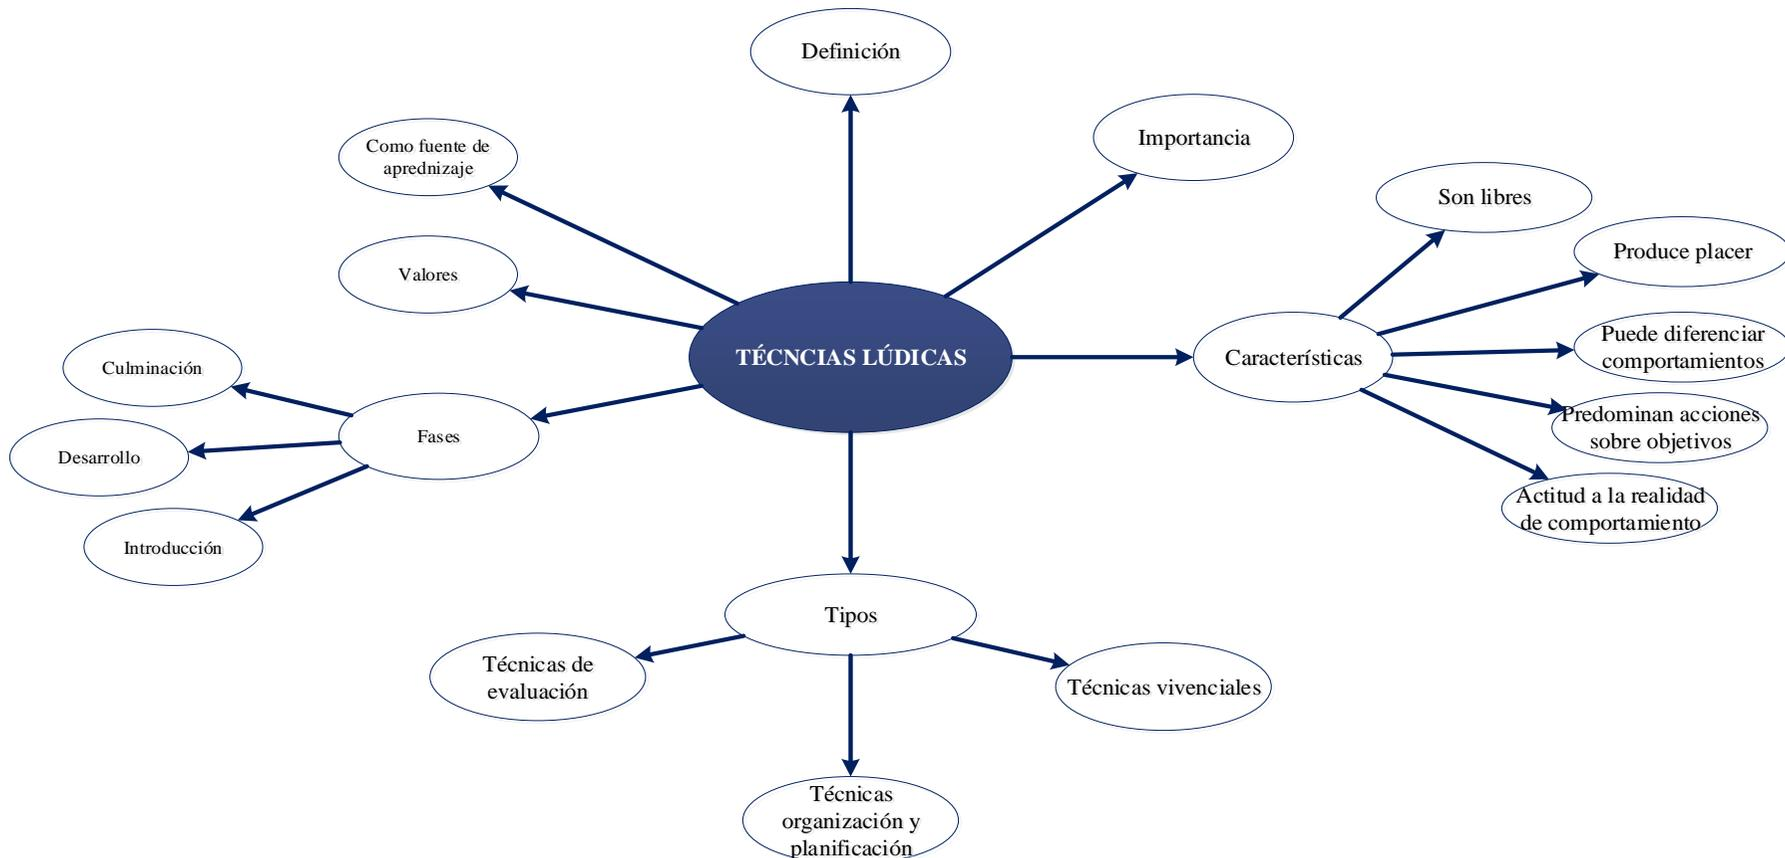 Definición
Importancia
Como fuente de
aprednizaje
Son libres
Produce placer
Valores
Puede diferenciar
comportamientos
TÉCNCIAS LÚDICAS
Características
Culminación
Predominan acciones
sobre objetivos
Fases
Desarrollo
Actitud a la realidad
de comportamiento
Introducción
Tipos
Técnicas de
evaluación
Técnicas vivenciales
Técnicas
organización y
planificación